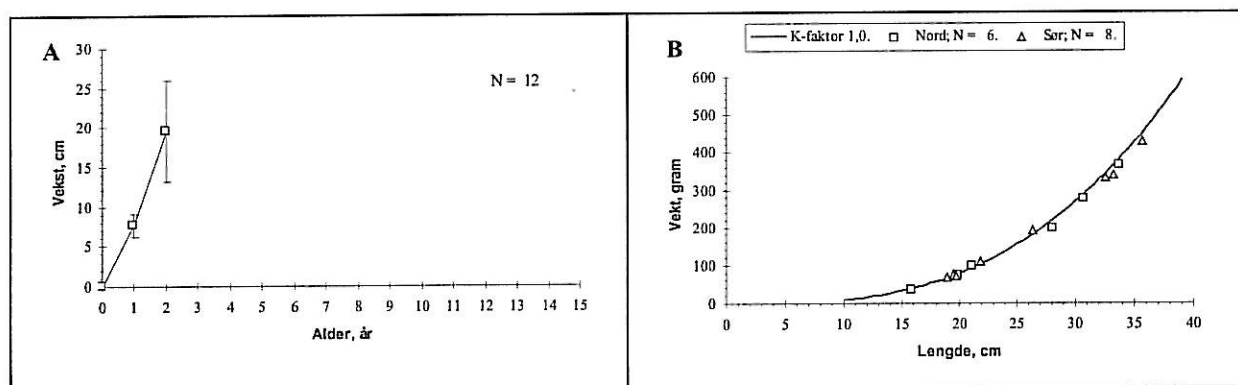 A
N = 12
Vekst, cm
30
25
20
15
10
5
0
0 1 2 3 4 5 6 7 8 9 10 11 12 13 14 15
Alder, år
K-faktor 1,0. Nord; N = 6. Sør; N = 8.
B
Vekt, gram
600
500
400
300
200
100
0
0 5 10 15 20 25 30 35 40
Lengde, cm